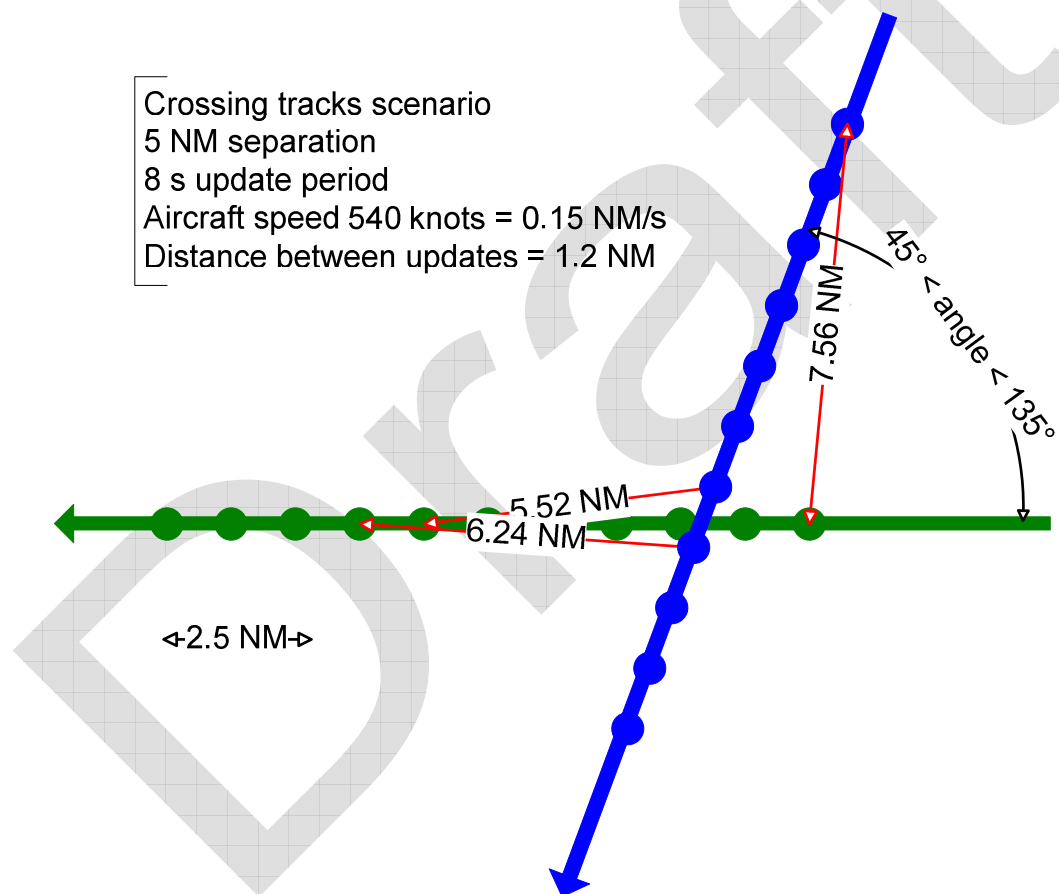 Crossing tracks scenario
5 NM separation
8 s update period
Aircraft speed 540 knots = 0.15 NM/s
Distance between updates = 1.2 NM
45° < angle < 135°
7.56 NM
5.52 NM
6.24 NM
2.5 NM
Draft